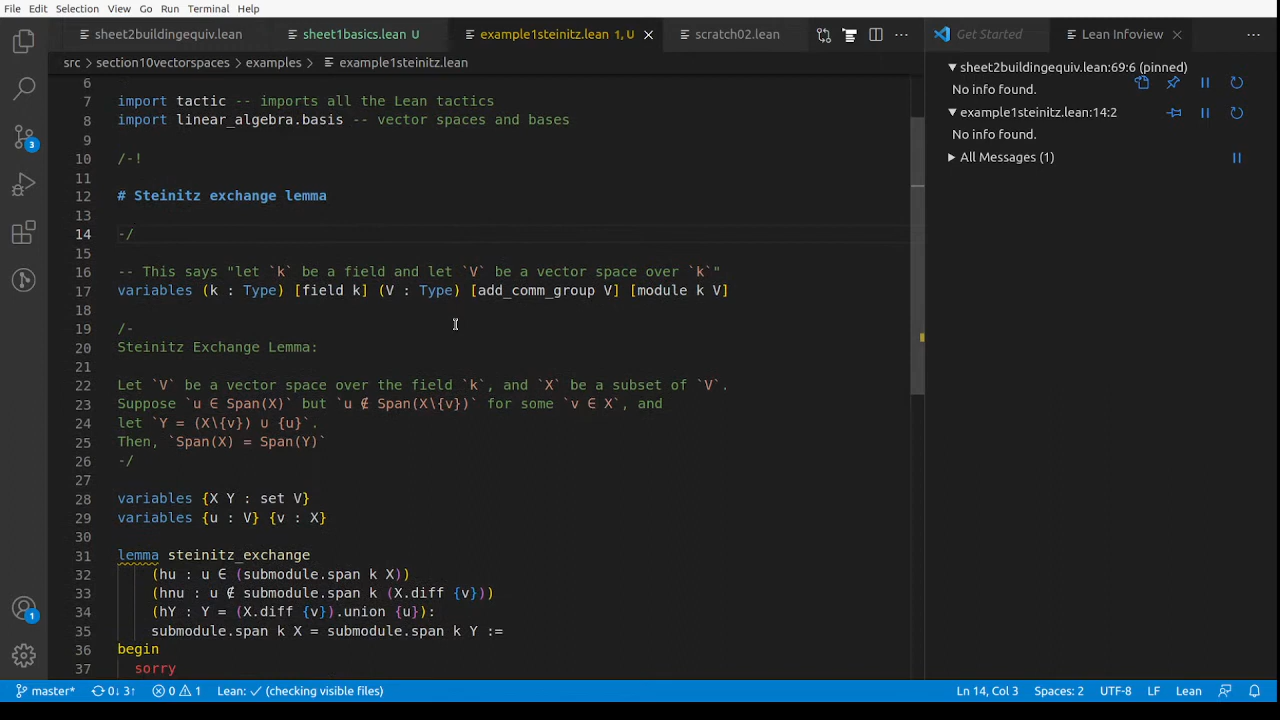 File Edit Selection View Go Run Terminal Help
sheet2buildingequiv.lean sheet1basics.lean U example1steinitz.lean 1, U scratch02.lean Get Started Lean Infoview
src > section10vectorspaces > examples > example1steinitz.lean
6
7 import tactic -- imports all the Lean tactics
8 import linear_algebra.basis -- vector spaces and bases
9
10 /-!
11
12 # Steinitz exchange lemma
13
14 -/
15
16 -- This says "let `k` be a field and let `V` be a vector space over `k`"
17 variables (k : Type) [field k] (V : Type) [add_comm_group V] [module k V]
18
19 /-
20 Steinitz Exchange Lemma:
21
22 Let `V` be a vector space over the field `k`, and `X` be a subset of `V`.
23 Suppose `u ∈ Span(X)` but `u ∉ Span(X\{v})` for some `v ∈ X`, and
24 let `Y = (X\{v}) ∪ {u}`.
25 Then, `Span(X) = Span(Y)`
26 -/
27
28 variables {X Y : set V}
29 variables {u : V} {v : X}
30
31 lemma steinitz_exchange
32 (hu : u ∈ (submodule.span k X))
33 (hnu : u ∉ submodule.span k (X.diff {v}))
34 (hY : Y = (X.diff {v}).union {u}):
35 submodule.span k X = submodule.span k Y :=
36 begin
37 sorry
sheet2buildingequiv.lean:69:6 (pinned)
No info found.
example1steinitz.lean:14:2
No info found.
All Messages (1)
3
1
master* 0↓ 3↑ 0 1 Lean: ✓ (checking visible files) Ln 14, Col 3 Spaces: 2 UTF-8 LF Lean